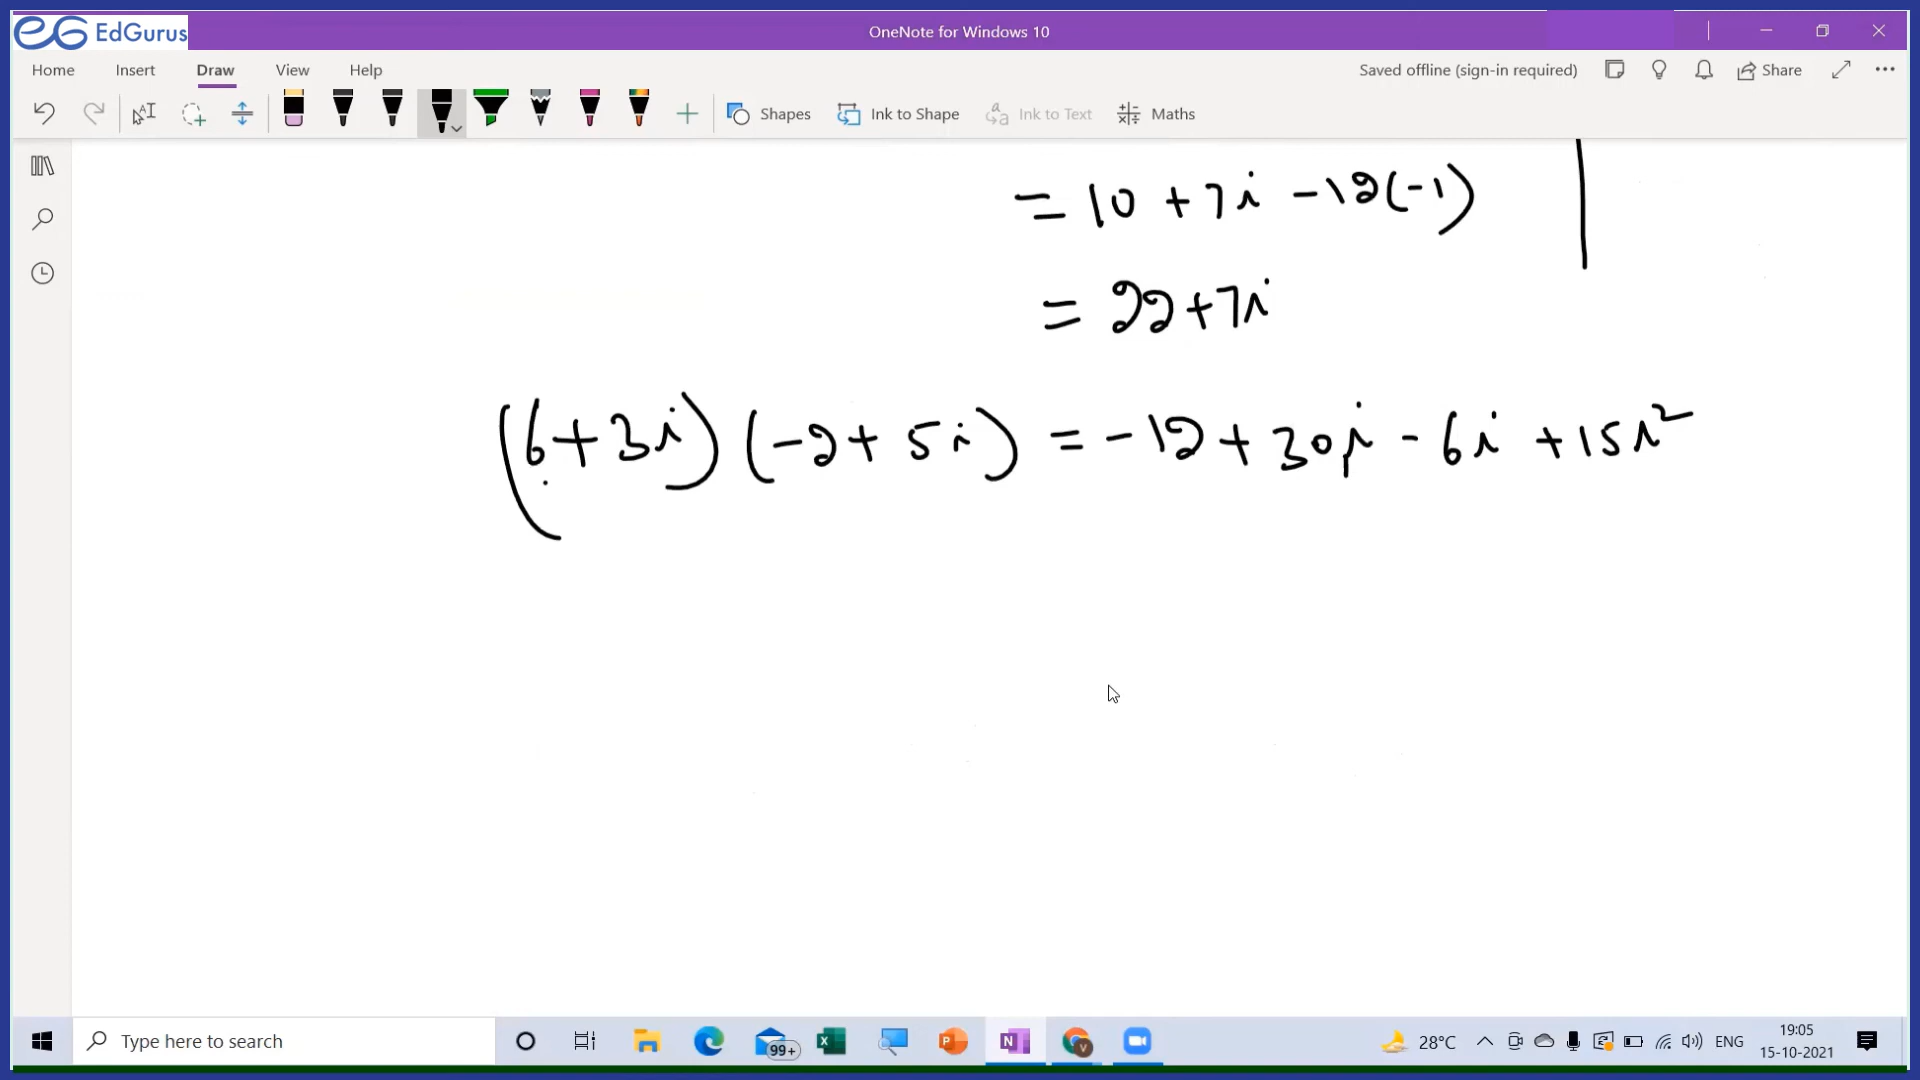 EdGurus
OneNote for Windows 10
Home Insert Draw View Help
Saved offline (sign-in required) Share
Shapes Ink to Shape Ink to Text Maths
= 10 + 7i - 12(-1)
= 22 + 7i
(6 + 3i) (-2 + 5i) = -12 + 30i - 6i + 15i²
Type here to search
99+
28°C
ENG
19:05
15-10-2021